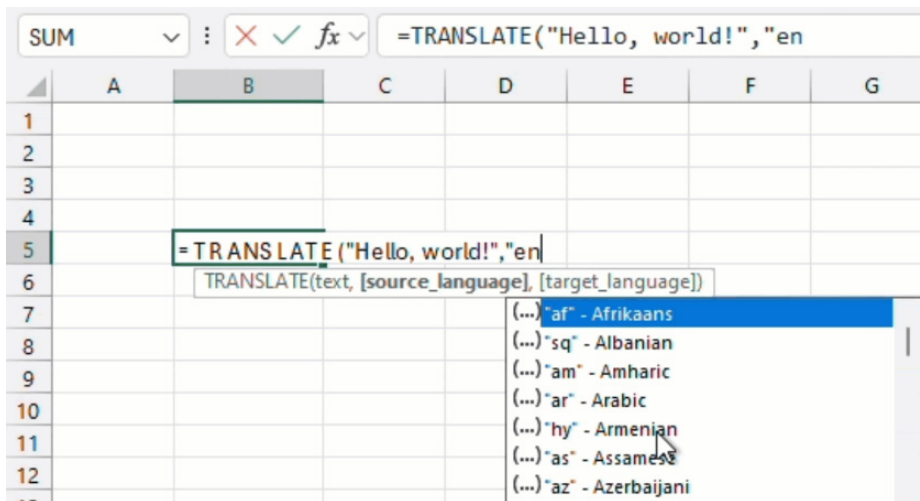 SUM fx =TRANSLATE("Hello, world!","en
A B C D E F G
1
2
3
4
5 =TRANSLATE("Hello, world!","en
6 TRANSLATE(text, [source_language], [target_language])
7 (...) "af" - Afrikaans
8 (...) "sq" - Albanian
9 (...) "am" - Amharic
10 (...) "ar" - Arabic
11 (...) "hy" - Armenian
12 (...) "as" - Assamese
(...) "az" - Azerbaijani